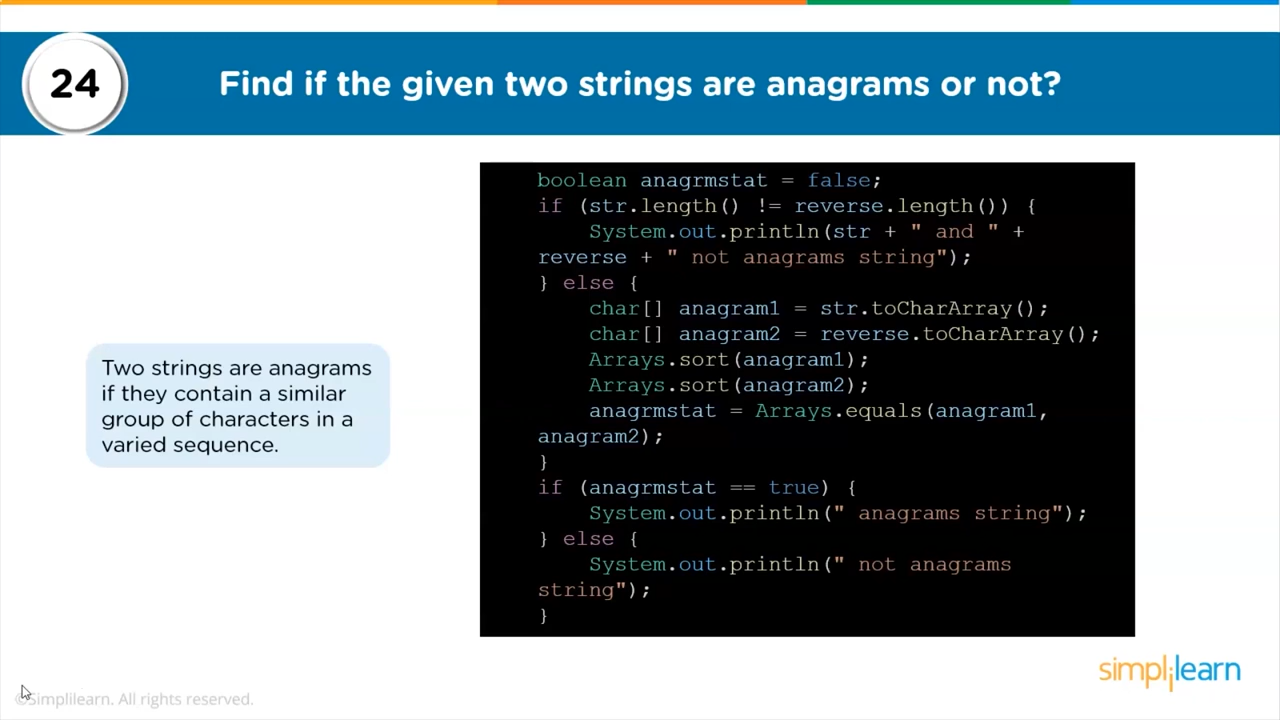 24
Find if the given two strings are anagrams or not?
boolean anagrmstat = false;
if (str.length() != reverse.length()) {
System.out.println(str + " and " +
reverse + " not anagrams string");
} else {
char[] anagram1 = str.toCharArray();
char[] anagram2 = reverse.toCharArray();
Arrays.sort(anagram1);
Arrays.sort(anagram2);
anagrmstat = Arrays.equals(anagram1,
anagram2);
}
if (anagrmstat == true) {
System.out.println(" anagrams string");
} else {
System.out.println(" not anagrams
string");
}
Two strings are anagrams
if they contain a similar
group of characters in a
varied sequence.
simplilearn
©Simplilearn. All rights reserved.